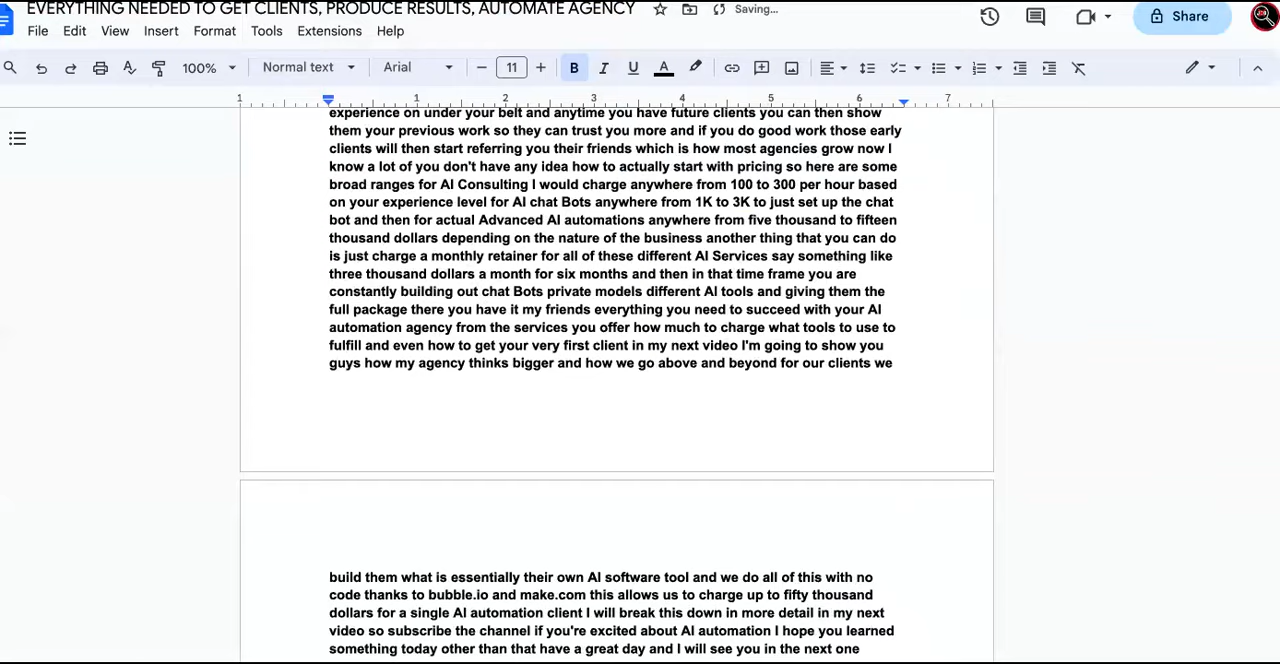 EVERYTHING NEEDED TO GET CLIENTS, PRODUCE RESULTS, AUTOMATE AGENCY
Saving...
File Edit View Insert Format Tools Extensions Help
Share
100% Normal text Arial 11 B I U A
1 1 2 3 4 5 6 7
experience on under your belt and anytime you have future clients you can then show
them your previous work so they can trust you more and if you do good work those early
clients will then start referring you their friends which is how most agencies grow now I
know a lot of you don't have any idea how to actually start with pricing so here are some
broad ranges for AI Consulting I would charge anywhere from 100 to 300 per hour based
on your experience level for AI chat Bots anywhere from 1K to 3K to just set up the chat
bot and then for actual Advanced AI automations anywhere from five thousand to fifteen
thousand dollars depending on the nature of the business another thing that you can do
is just charge a monthly retainer for all of these different AI Services say something like
three thousand dollars a month for six months and then in that time frame you are
constantly building out chat Bots private models different AI tools and giving them the
full package there you have it my friends everything you need to succeed with your AI
automation agency from the services you offer how much to charge what tools to use to
fulfill and even how to get your very first client in my next video I'm going to show you
guys how my agency thinks bigger and how we go above and beyond for our clients we
build them what is essentially their own AI software tool and we do all of this with no
code thanks to bubble.io and make.com this allows us to charge up to fifty thousand
dollars for a single AI automation client I will break this down in more detail in my next
video so subscribe the channel if you're excited about AI automation I hope you learned
something today other than that have a great day and I will see you in the next one